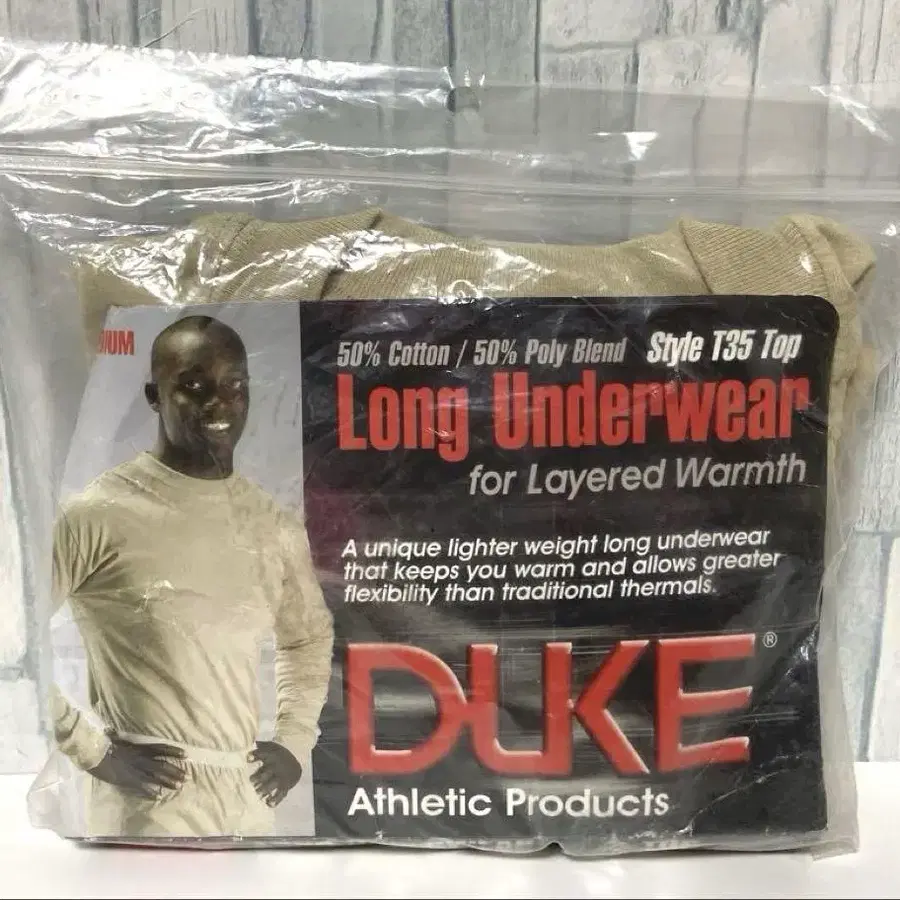 50% Cotton / 50% Poly Blend Style T35 Top
Long Underwear
for Layered Warmth
A unique lighter weight long underwear
that keeps you warm and allows greater
flexibility than traditional thermals.
DUKE®
Athletic Products